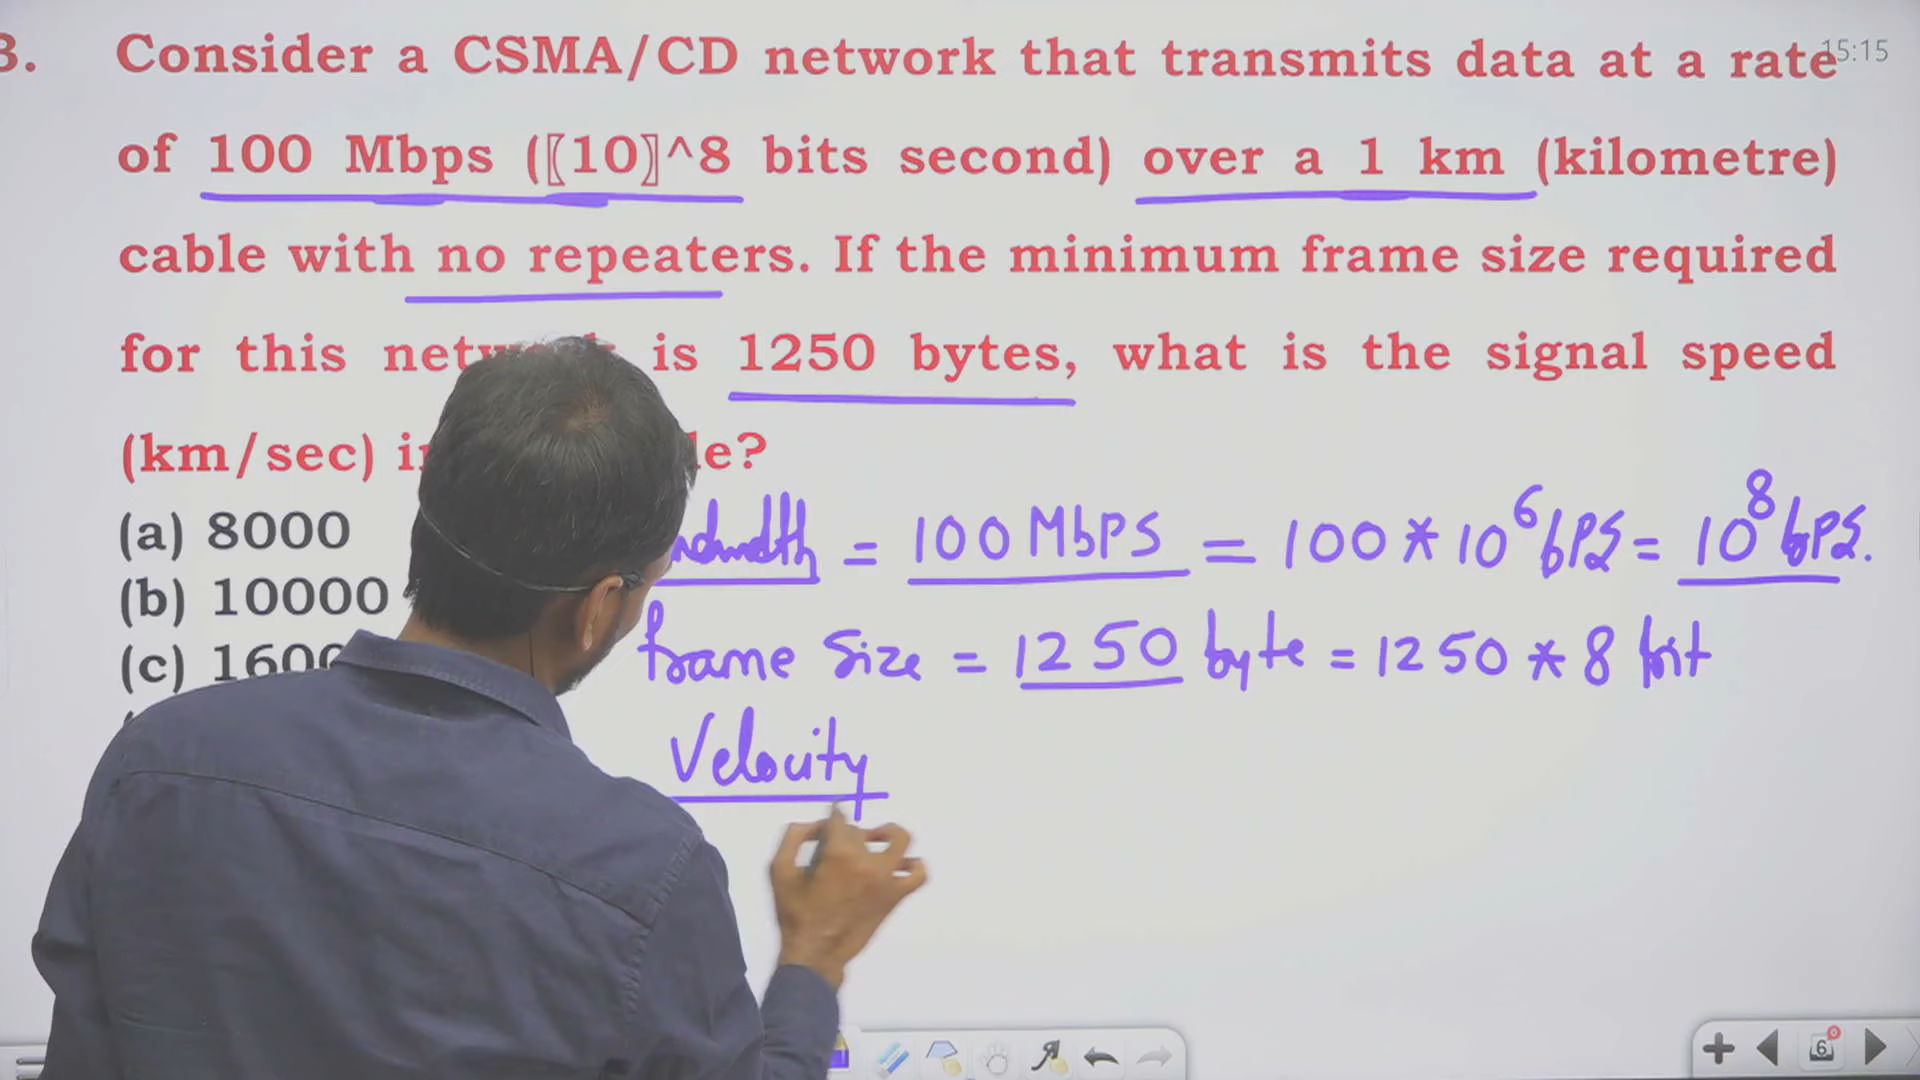 3. Consider a CSMA/CD network that transmits data at a rate
15:15
of 100 Mbps (〖10〗^8 bits second) over a 1 km (kilometre)
cable with no repeaters. If the minimum frame size required
for this is 1250 bytes, what is the signal speed
(km/sec)
(a) 8000
(b) 10000
(c)
= 100 Mbps = 100 * 10^6 bPS = 10^8 bPS.
frame Size = 1250 byte = 1250 * 8 bit
Velocity
6